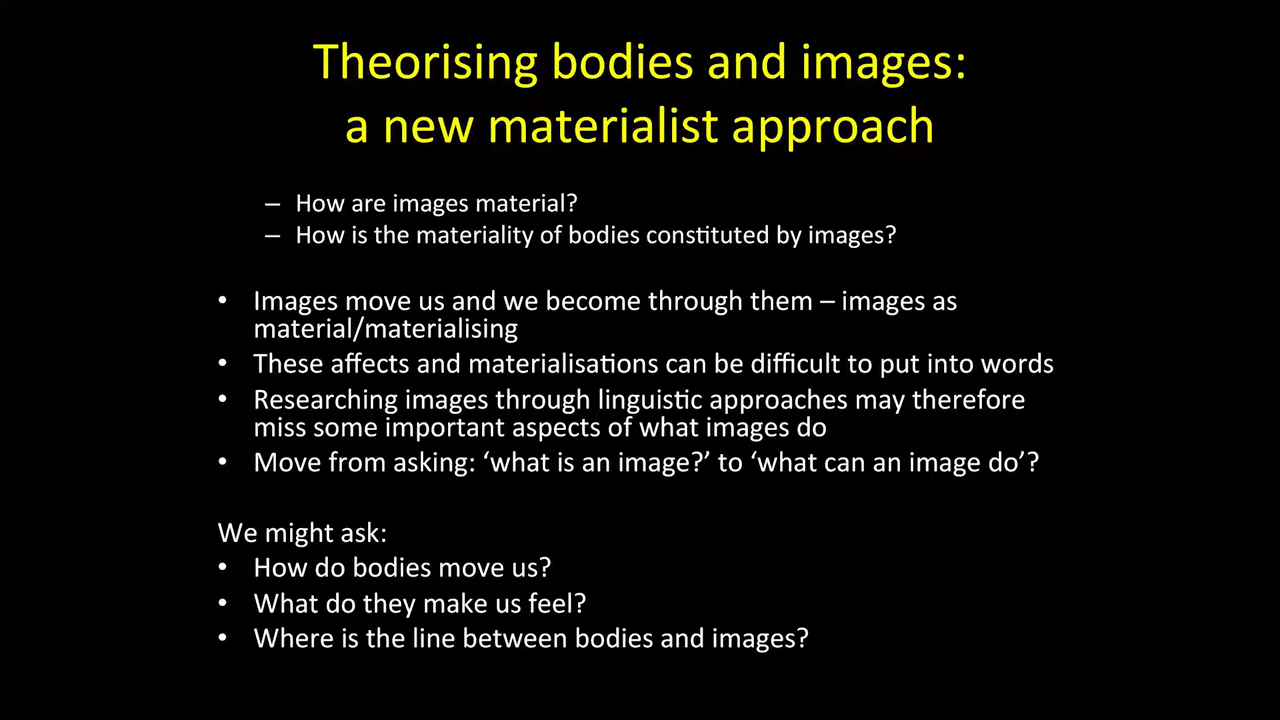 Theorising bodies and images:
a new materialist approach
– How are images material?
– How is the materiality of bodies constituted by images?
• Images move us and we become through them – images as
material/materialising
• These affects and materialisations can be difficult to put into words
• Researching images through linguistic approaches may therefore
miss some important aspects of what images do
• Move from asking: ‘what is an image?’ to ‘what can an image do’?
We might ask:
• How do bodies move us?
• What do they make us feel?
• Where is the line between bodies and images?